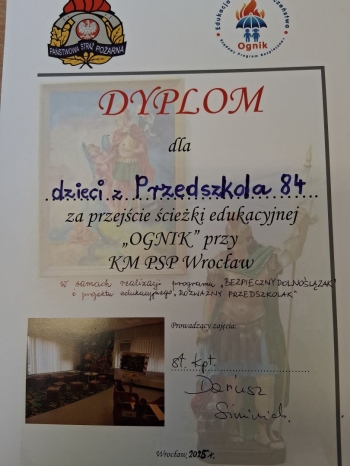 PAŃSTWOWA STRAŻ POŻARNA
Ognik
DYPLOM
dla
dzieci z Przedszkola 84
za przejście ścieżki edukacyjnej
„OGNIK” przy
KM PSP Wrocław
W ramach realizacji programu „BEZPIECZNY DOLNOŚLĄZAK"
i projektu edukacyjnego „ROZWAŻNY PRZEDSZKOLAK"
Prowadzący zajęcia:
st. kpt.
Dariusz
Wrocław, 2025 r.